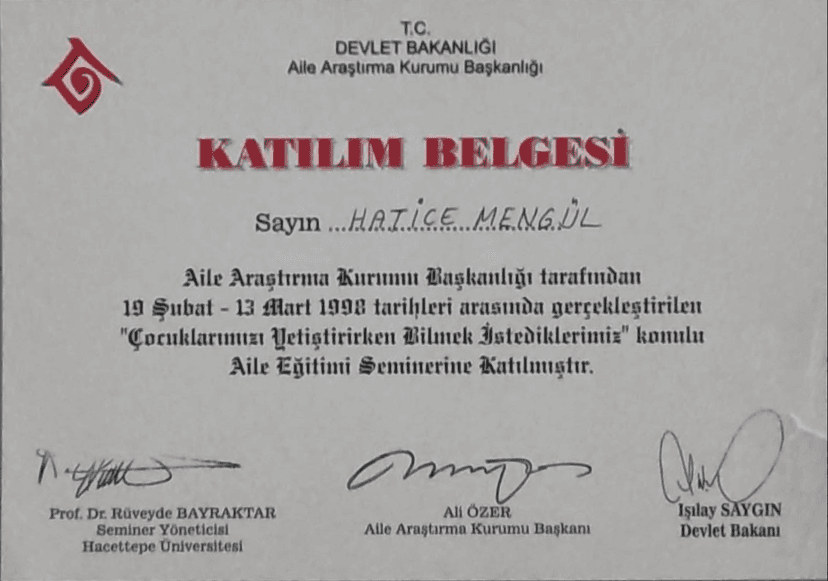 T.C.
DEVLET BAKANLIĞI
Aile Araştırma Kurumu Başkanlığı
KATILIM BELGESİ
Sayın ...HATİCE MENGÜL
Aile Araştırma Kurumu Başkanlığı tarafından
19 Şubat - 13 Mart 1998 tarihleri arasında gerçekleştirilen
"Çocuklarımızı Yetiştirirken Bilmek İstediklerimiz" konulu
Aile Eğitimi Seminerine Katılmıştır.
Prof. Dr. Rüveyde BAYRAKTAR
Seminer Yöneticisi
Hacettepe Üniversitesi
Ali ÖZER
Aile Araştırma Kurumu Başkanı
Işılay SAYGIN
Devlet Bakanı